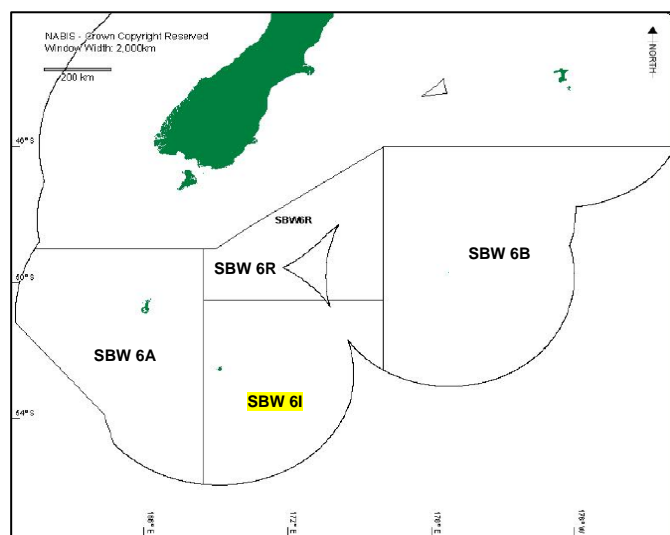 NABIS - Crown Copyright Reserved
Window Width: 2,000km
200 km
NORTH
46° S
SBW6R
SBW 6R
SBW 6B
50° S
SBW 6A
SBW 6I
54° S
168° E
172° E
176° E
176° W